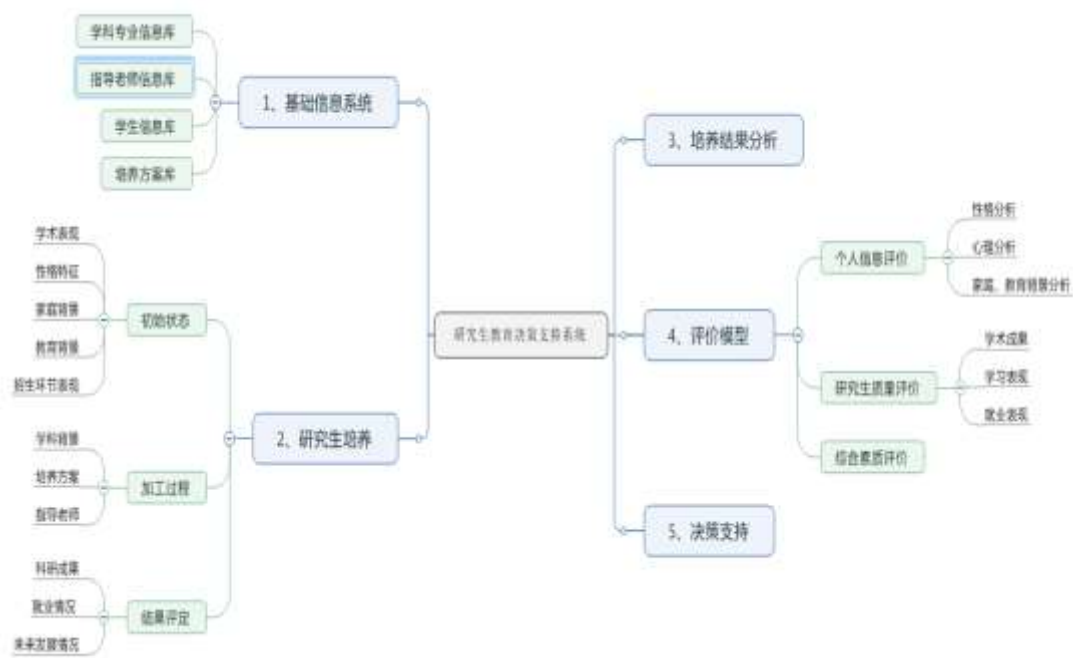 研究生教育决策支持系统
1、基础信息系统
学科专业信息库
指导老师信息库
学生信息库
培养方案库
2、研究生培养
初始状态
学术表现
性格特征
家庭背景
教育背景
招生环节表现
加工过程
学科背景
培养方案
指导老师
结果评定
科研成果
就业情况
未来发展情况
3、培养结果分析
4、评价模型
个人信息评价
性格分析
心理分析
家庭、教育背景分析
研究生质量评价
学术成果
学习表现
就业表现
综合素质评价
5、决策支持